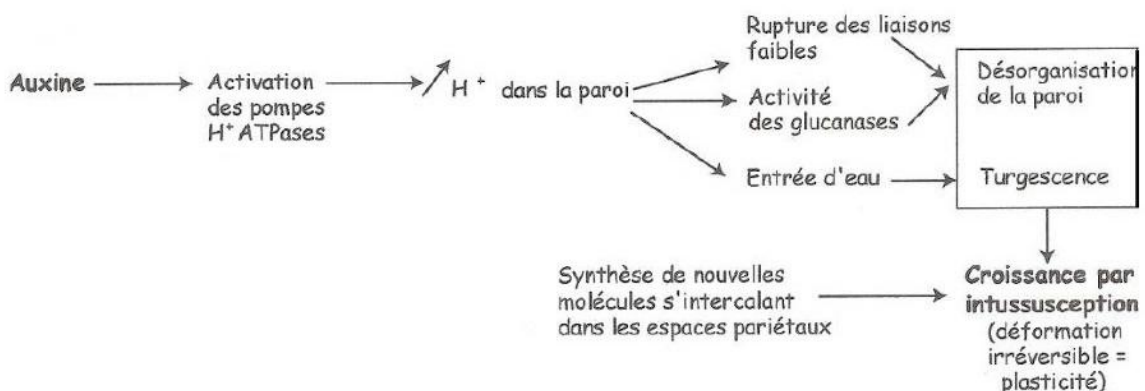 Auxine
Activation
des pompes
H⁺ ATPases
H⁺ dans la paroi
Rupture des liaisons
faibles
Activité
des glucanases
Entrée d'eau
Désorganisation
de la paroi
Turgescence
Synthèse de nouvelles
molécules s'intercalant
dans les espaces pariétaux
Croissance par
intussusception
(déformation
irréversible =
plasticité)